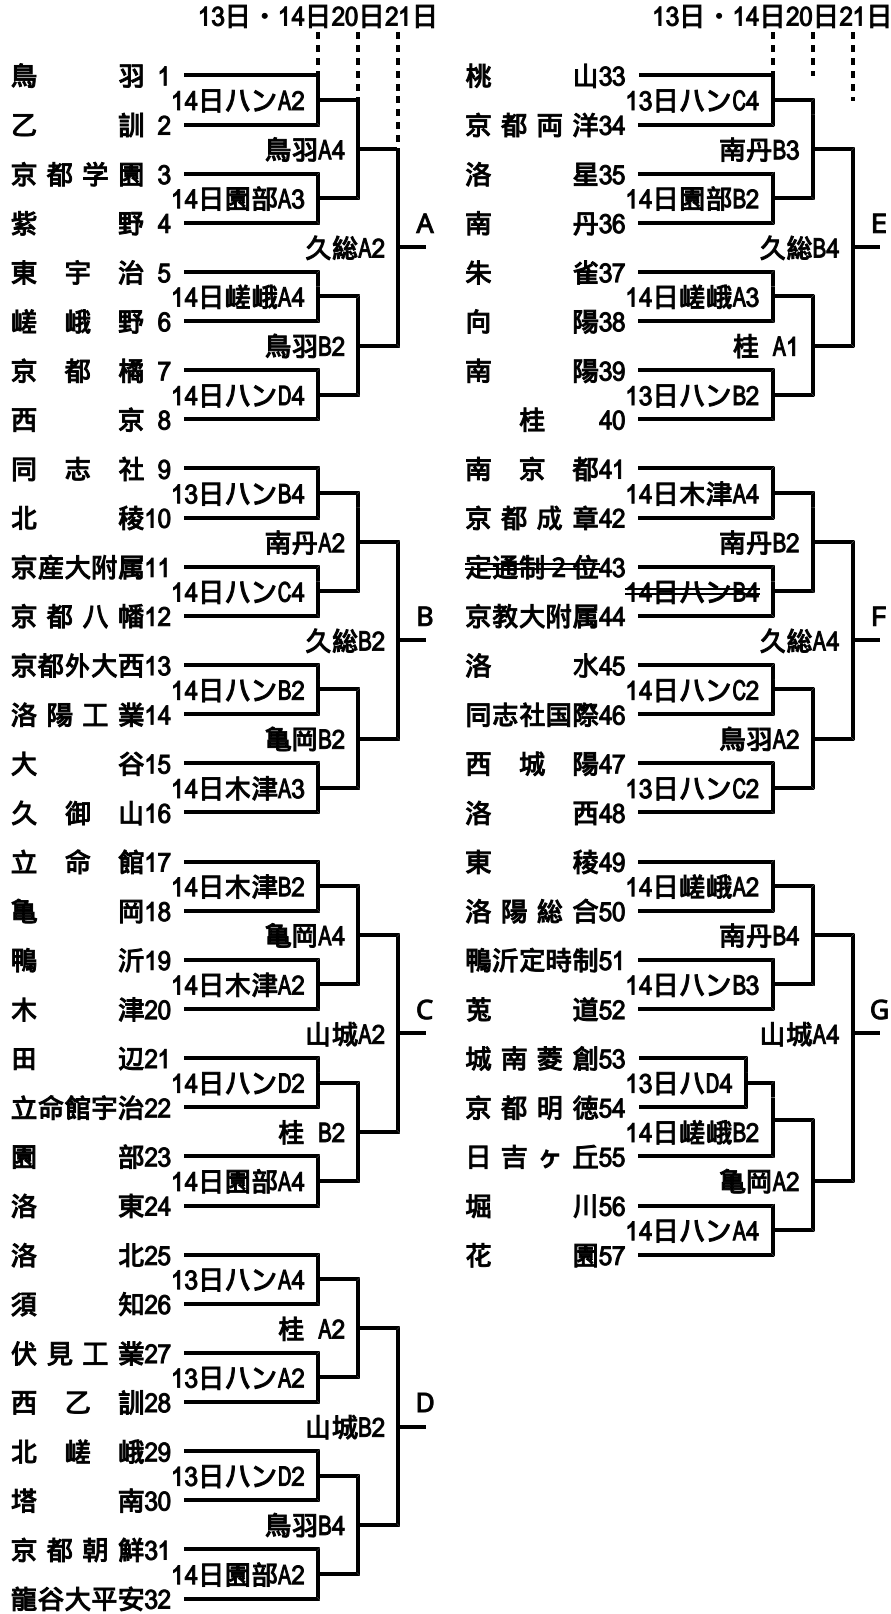 13日・14日20日21日
鳥羽 1
14日ハンA2
乙訓 2
鳥羽A4
京都学園 3
14日園部A3
紫野 4
久総A2
A
東宇治 5
14日嵯峨A4
嵯峨野 6
鳥羽B2
京都橘 7
14日ハンD4
西京 8
同志社 9
13日ハンB4
北稜10
南丹A2
京産大附属11
14日ハンC4
京都八幡12
久総B2
B
京都外大西13
14日ハンB2
洛陽工業14
亀岡B2
大谷15
14日木津A3
久御山16
立命館17
14日木津B2
亀岡18
亀岡A4
鴨沂19
14日木津A2
木津20
山城A2
C
田辺21
14日ハンD2
立命館宇治22
桂 B2
園部23
14日園部A4
洛東24
洛北25
13日ハンA4
須知26
桂 A2
伏見工業27
13日ハンA2
西乙訓28
山城B2
D
北嵯峨29
13日ハンD2
塔南30
鳥羽B4
京都朝鮮31
14日園部A2
龍谷大平安32
13日・14日20日21日
桃山33
13日ハンC4
京都両洋34
南丹B3
洛星35
14日園部B2
南丹36
久総B4
E
朱雀37
14日嵯峨A3
向陽38
桂 A1
南陽39
13日ハンB2
桂 40
南京都41
14日木津A4
京都成章42
南丹B2
定通制２位43
14日ハンB4
京教大附属44
久総A4
F
洛水45
14日ハンC2
同志社国際46
鳥羽A2
西城陽47
13日ハンC2
洛西48
東稜49
14日嵯峨A2
洛陽総合50
南丹B4
鴨沂定時制51
14日ハンB3
莵道52
山城A4
G
城南菱創53
13日ハD4
京都明徳54
14日嵯峨B2
日吉ヶ丘55
亀岡A2
堀川56
14日ハンA4
花園57